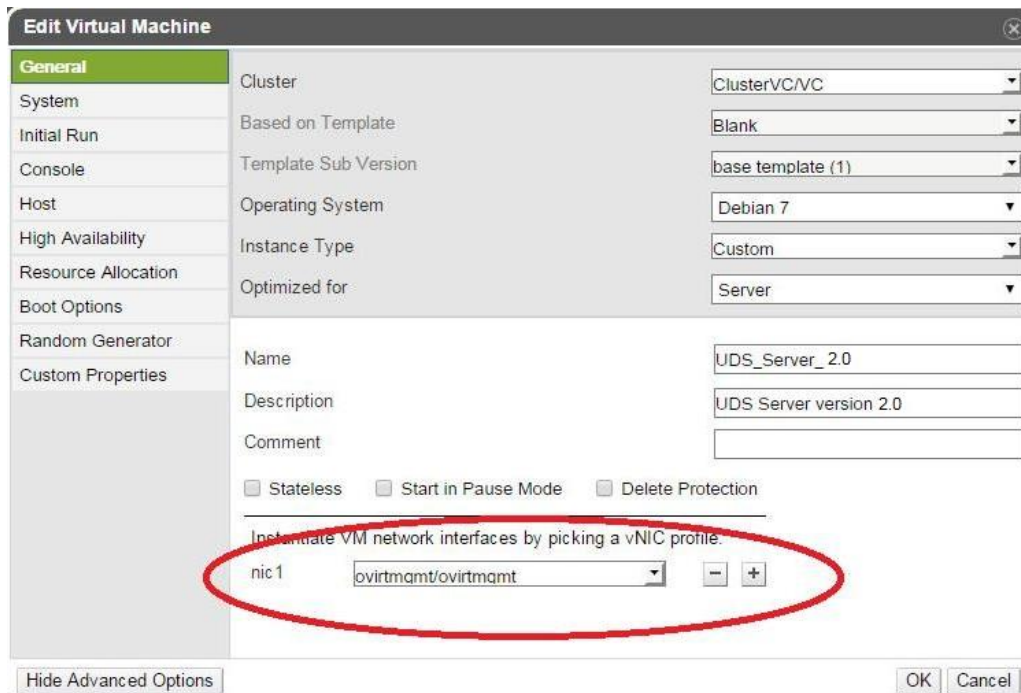 Edit Virtual Machine
General
System
Initial Run
Console
Host
High Availability
Resource Allocation
Boot Options
Random Generator
Custom Properties
Cluster ClusterVC/VC
Based on Template Blank
Template Sub Version base template (1)
Operating System Debian 7
Instance Type Custom
Optimized for Server
Name UDS_Server_ 2.0
Description UDS Server version 2.0
Comment
Stateless Start in Pause Mode Delete Protection
Instantiate VM network interfaces by picking a vNIC profile.
nic1 ovirtmgmt/ovirtmgmt - +
Hide Advanced Options OK Cancel